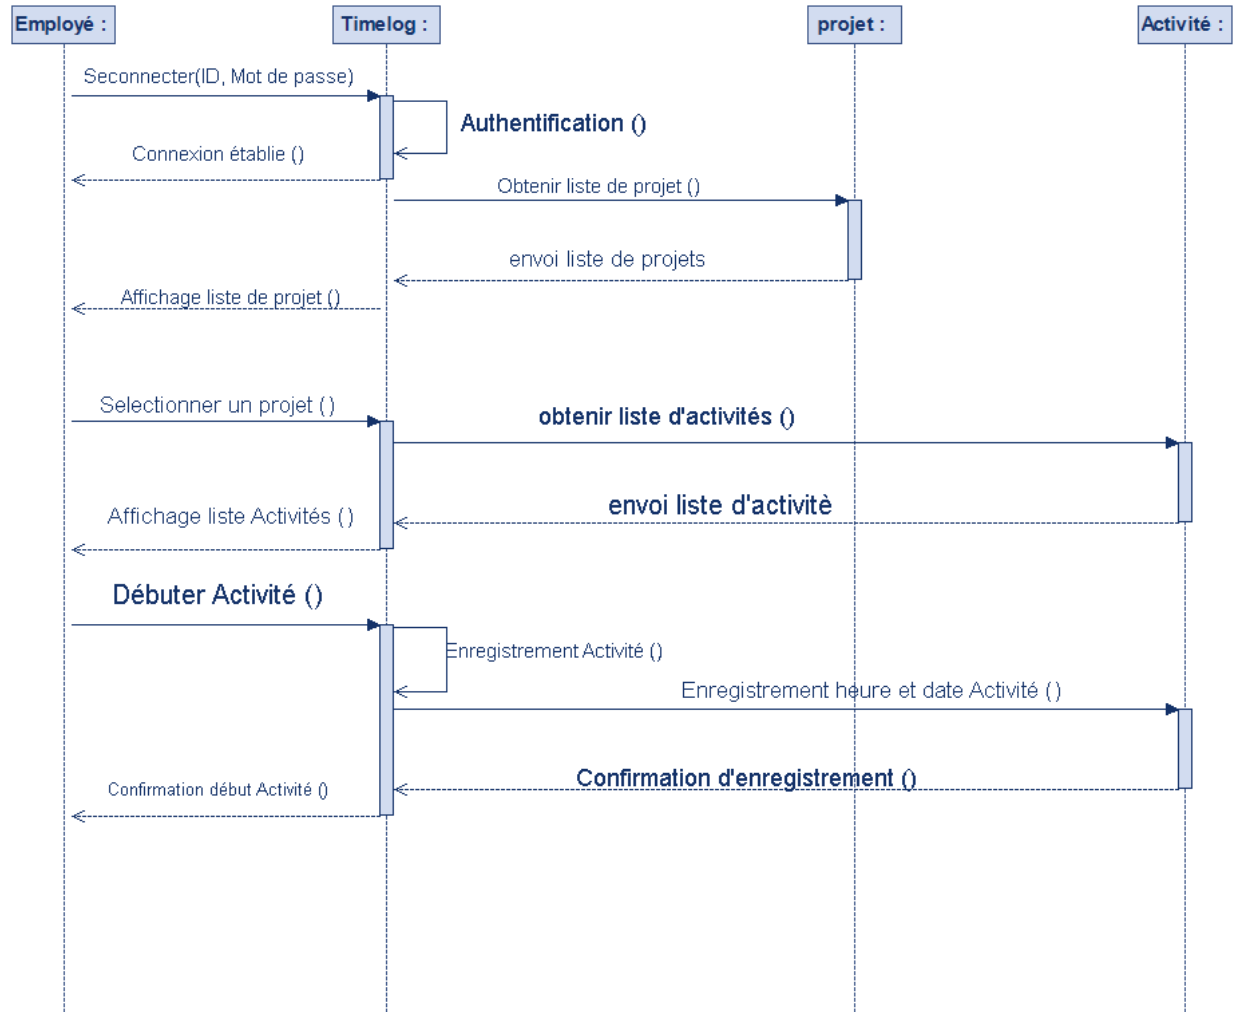 Employé :
Timelog :
projet :
Activité :
Seconnecter(ID, Mot de passe)
Authentification ()
Connexion établie ()
Obtenir liste de projet ()
envoi liste de projets
Affichage liste de projet ()
Selectionner un projet ()
obtenir liste d'activités ()
envoi liste d'activitè
Affichage liste Activités ()
Débuter Activité ()
Enregistrement Activité ()
Enregistrement heure et date Activité ()
Confirmation d'enregistrement ()
Confirmation début Activité ()